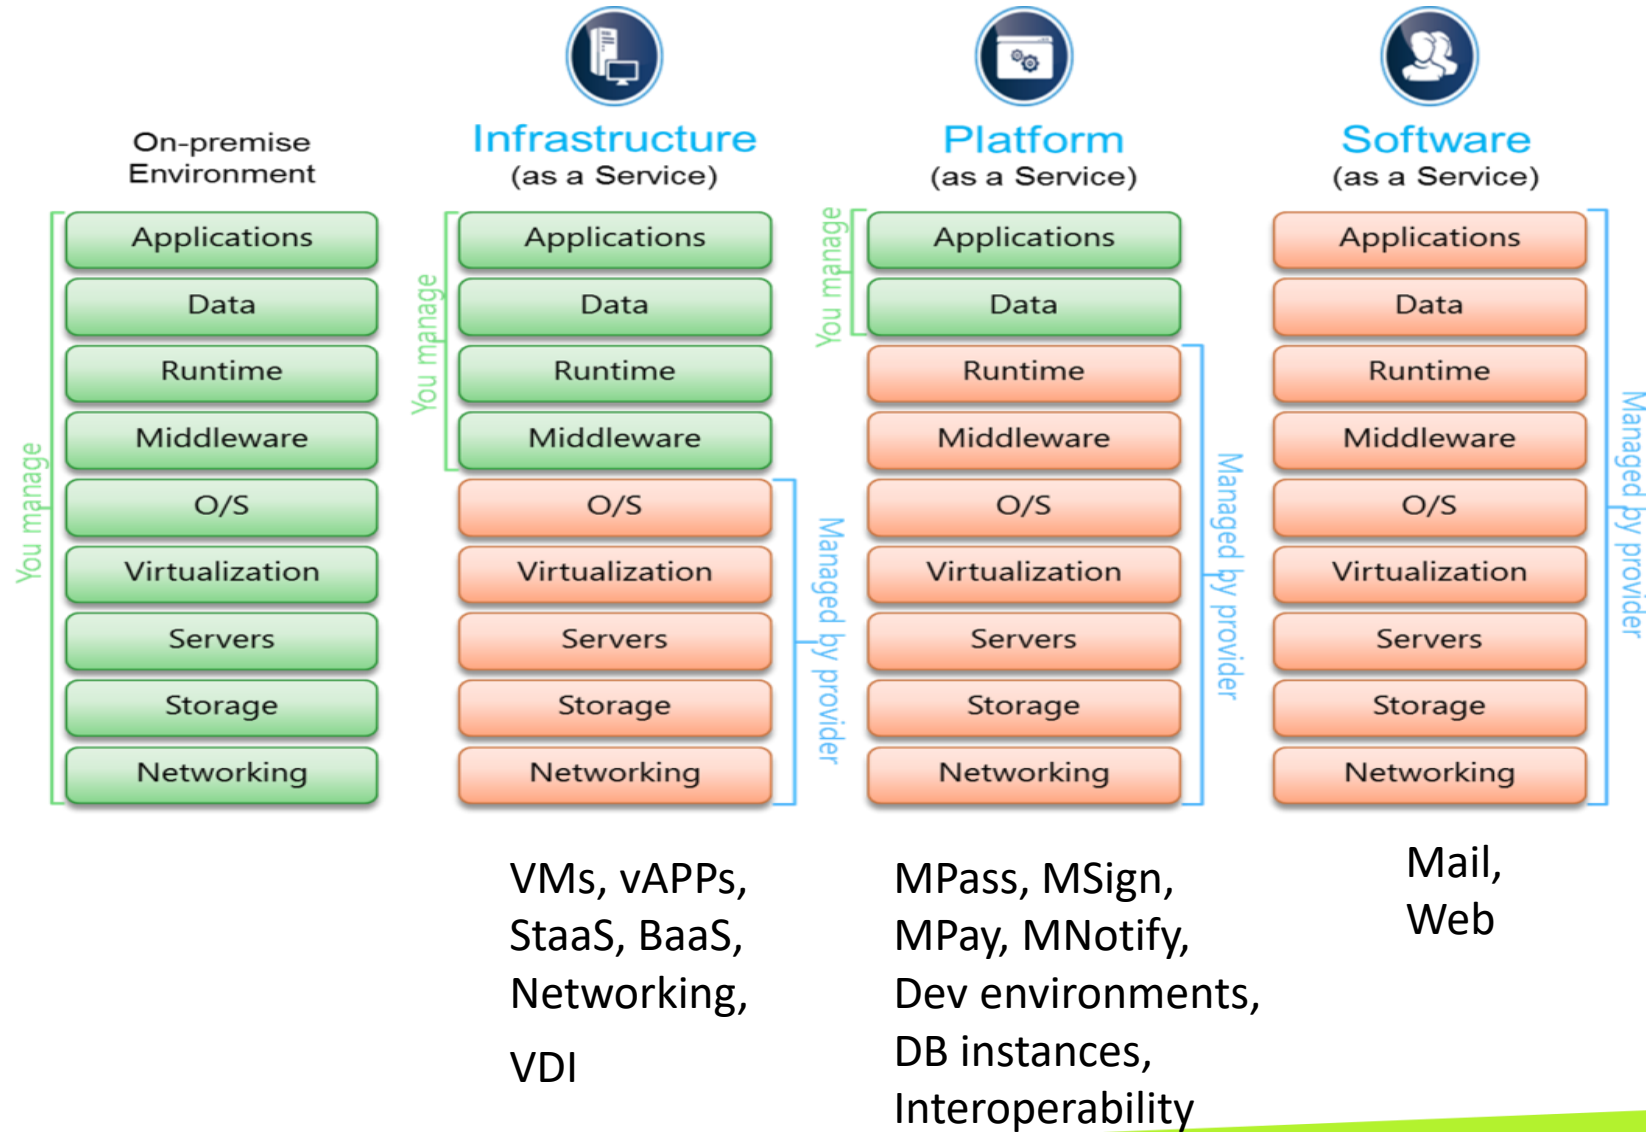 On-premise
Environment
You manage
Applications
Data
Runtime
Middleware
O/S
Virtualization
Servers
Storage
Networking
Infrastructure
(as a Service)
You manage
Applications
Data
Runtime
Middleware
O/S
Virtualization
Servers
Storage
Networking
Managed by provider
VMs, vAPPs,
StaaS, BaaS,
Networking,
VDI
Platform
(as a Service)
You manage
Applications
Data
Runtime
Middleware
O/S
Virtualization
Servers
Storage
Networking
Managed by provider
MPass, MSign,
MPay, MNotify,
Dev environments,
DB instances,
Interoperability
Software
(as a Service)
Applications
Data
Runtime
Middleware
O/S
Virtualization
Servers
Storage
Networking
Managed by provider
Mail,
Web